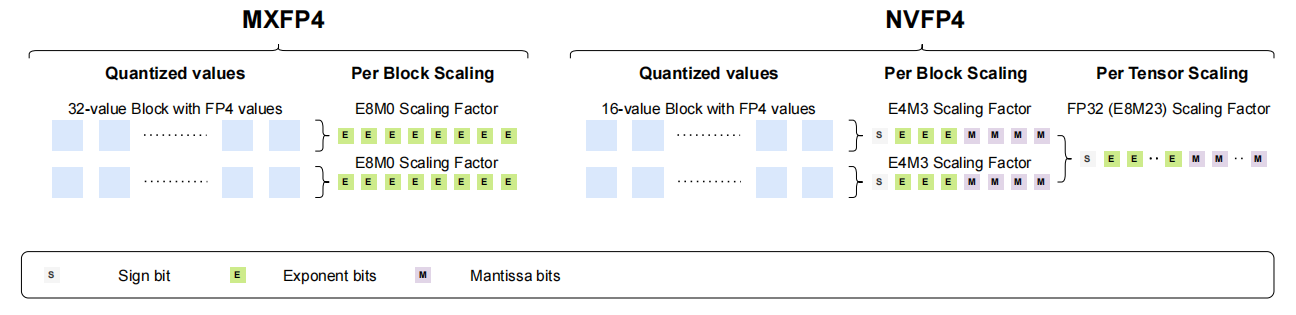 MXFP4 NVFP4
Quantized values Per Block Scaling Quantized values Per Block Scaling Per Tensor Scaling
32-value Block with FP4 values E8M0 Scaling Factor 16-value Block with FP4 values E4M3 Scaling Factor FP32 (E8M23) Scaling Factor
E E E E E E E E S E E E M M M M
E8M0 Scaling Factor E4M3 Scaling Factor S E E ·· E M M ·· M
E E E E E E E E S E E E M M M M
S Sign bit E Exponent bits M Mantissa bits